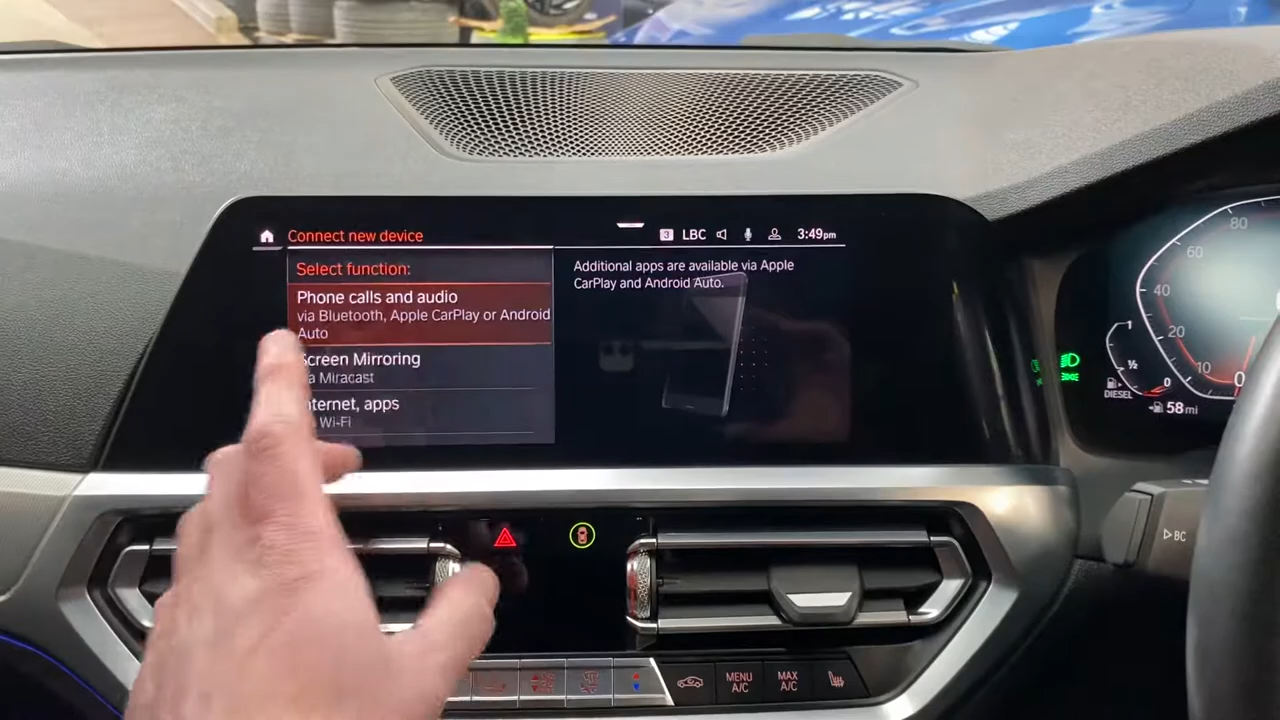 Connect new device
3 LBC 3:49pm
Select function:
Phone calls and audio
via Bluetooth, Apple CarPlay or Android
Auto
Screen Mirroring
via Miracast
nternet, apps
Wi-Fi
Additional apps are available via Apple
CarPlay and Android Auto.
80
60
40
20
10
0
1
½
0
DIESEL
58 mi
BC
MENU
A/C
MAX
A/C